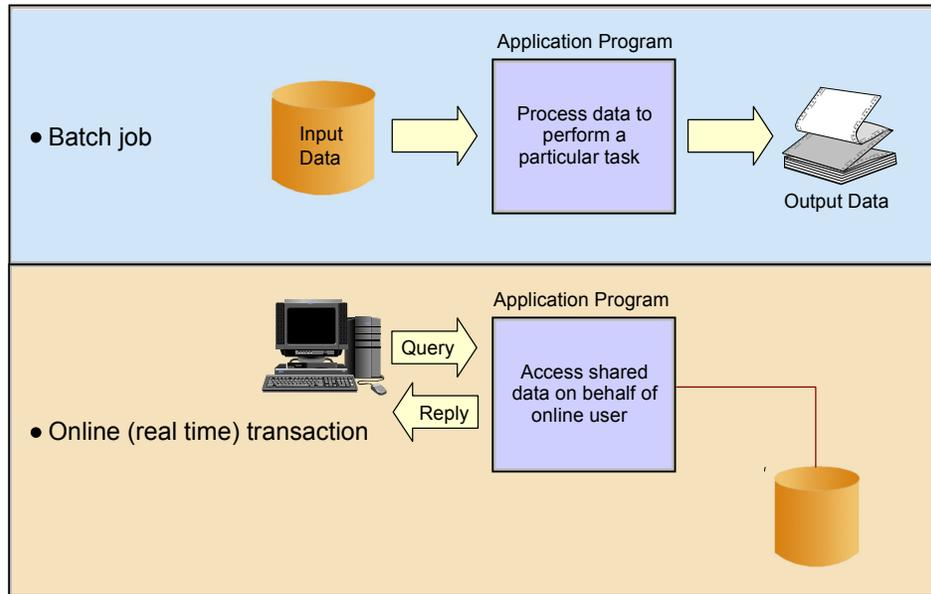 Application Program
Input
Data
Process data to
perform a
particular task
● Batch job
Output Data
Application Program
Query
Access shared
data on behalf of
online user
Reply
● Online (real time) transaction